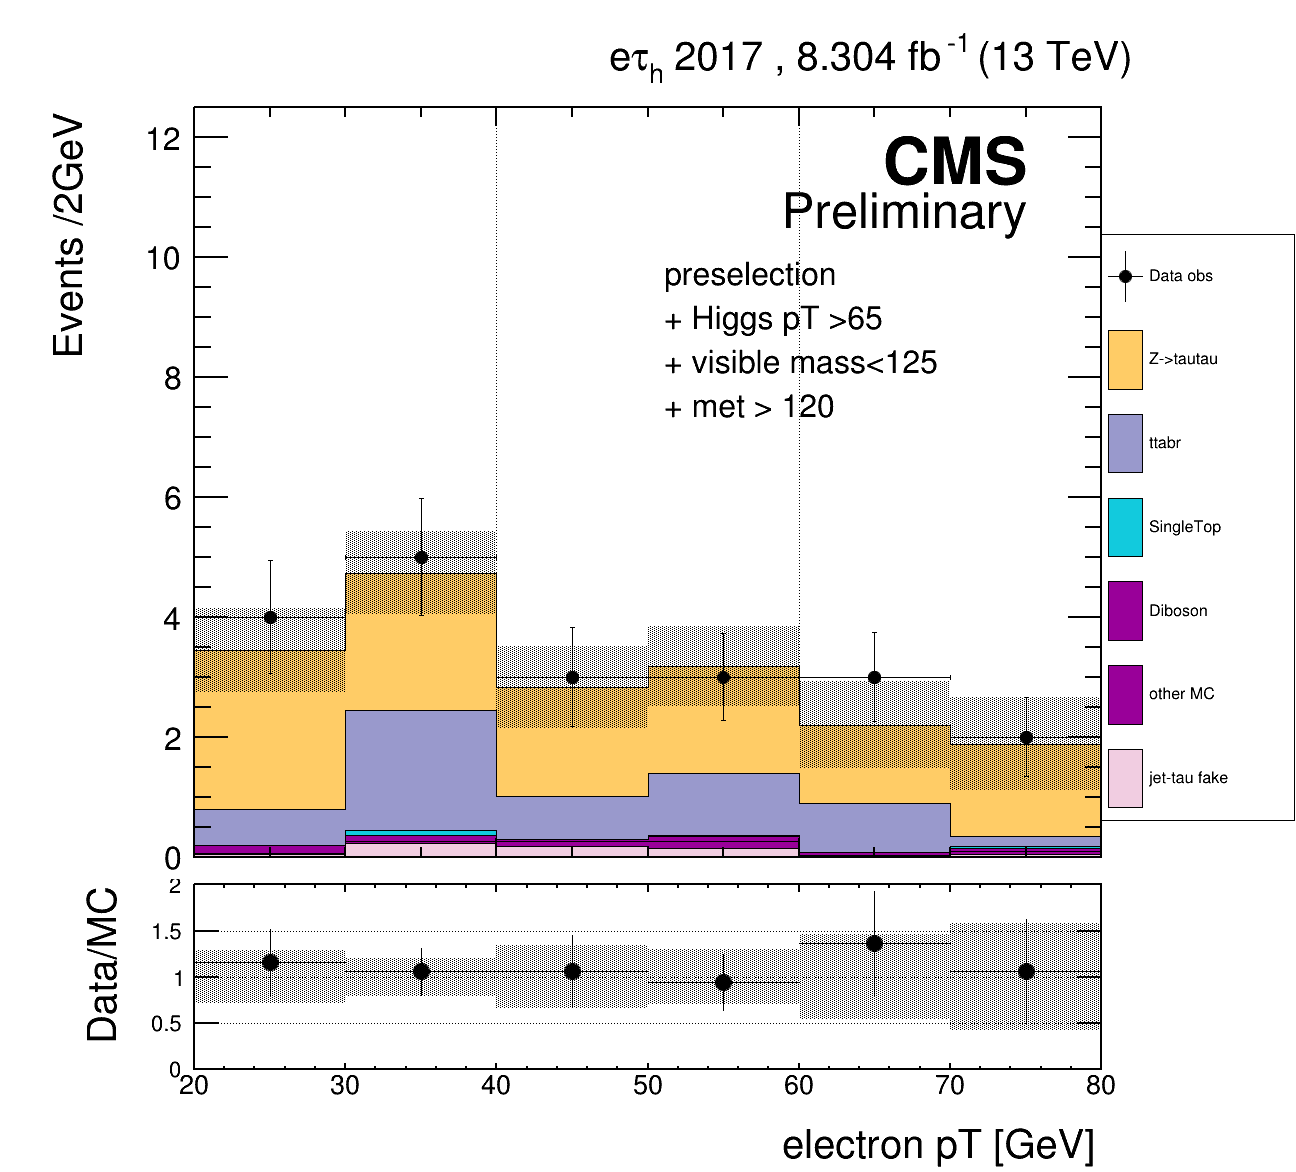 eτh 2017 , 8.304 fb-1 (13 TeV)
Events /2GeV
12
10
8
6
4
2
0
CMS
Preliminary
preselection
+ Higgs pT >65
+ visible mass<125
+ met > 120
Data obs
Z->tautau
ttabr
SingleTop
Diboson
other MC
jet-tau fake
Data/MC
2
1.5
1
0.5
0
20 30 40 50 60 70 80
electron pT [GeV]